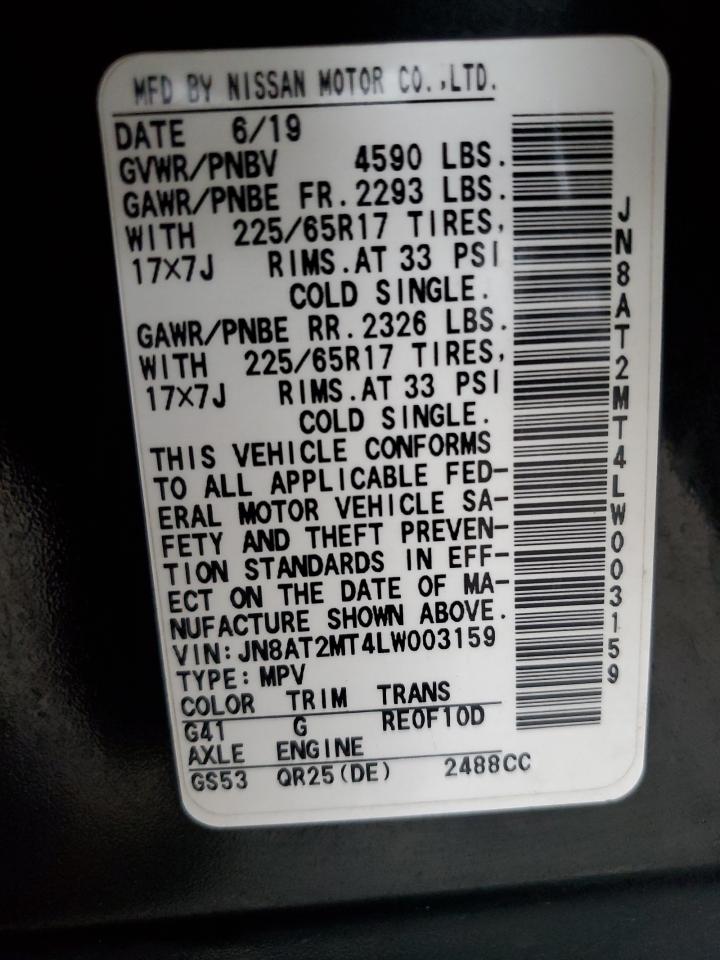 MFD BY NISSAN MOTOR CO.,LTD.
DATE 6/19
GVWR/PNBV 4590 LBS.
GAWR/PNBE FR. 2293 LBS.
WITH 225/65R17 TIRES,
17X7J RIMS. AT 33 PSI
COLD SINGLE.
GAWR/PNBE RR. 2326 LBS.
WITH 225/65R17 TIRES,
17X7J RIMS. AT 33 PSI
COLD SINGLE.
THIS VEHICLE CONFORMS
TO ALL APPLICABLE FED-
ERAL MOTOR VEHICLE SA-
FETY AND THEFT PREVEN-
TION STANDARDS IN EFF-
ECT ON THE DATE OF MA-
NUFACTURE SHOWN ABOVE.
VIN: JN8AT2MT4LW003159
TYPE: MPV
COLOR TRIM TRANS
G41 G RE0F10D
AXLE ENGINE
GS53 QR25(DE) 2488CC
JN8AT2MT4LW003159